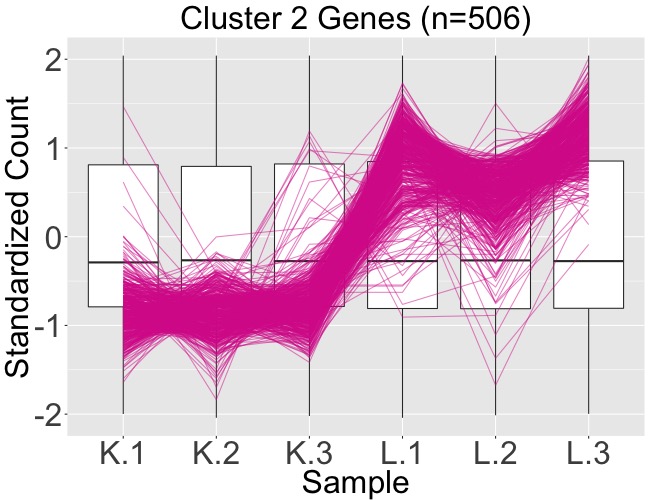 Cluster 2 Genes (n=506)
Standardized Count
2
1
0
-1
-2
K.1 K.2 K.3 L.1 L.2 L.3
Sample